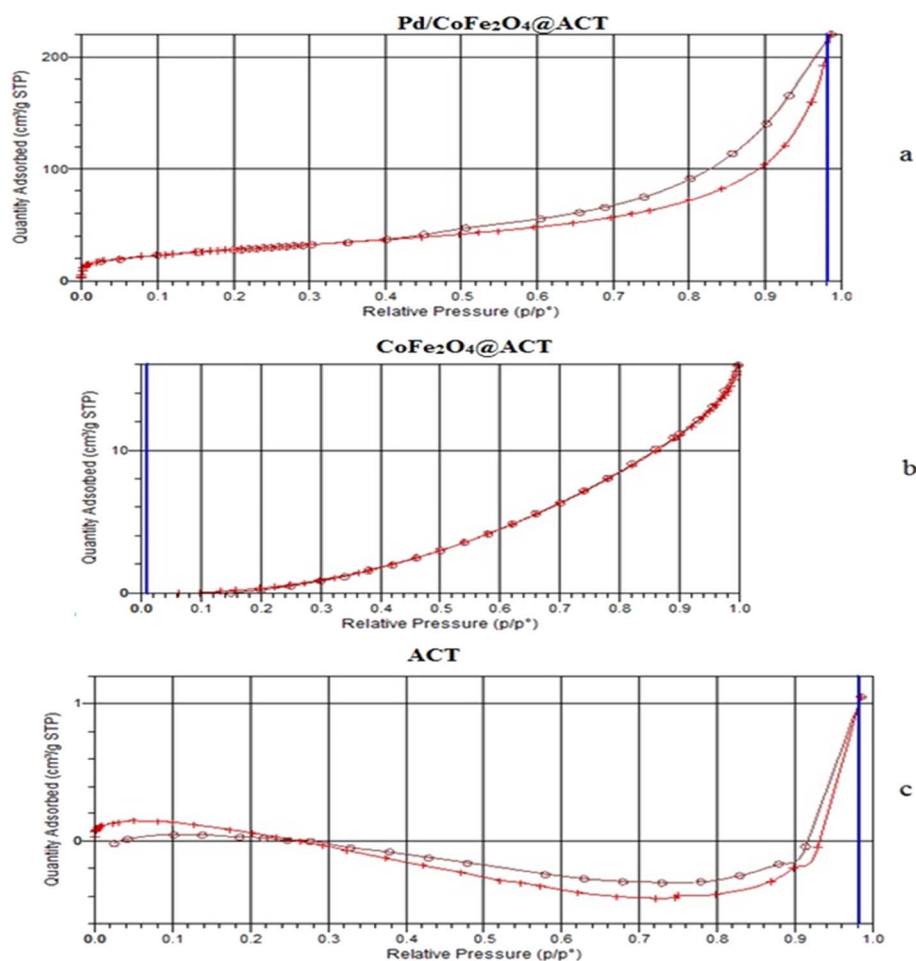 Pd/CoFe₂O₄@ACT
Quantity Adsorbed (cm³/g STP)
200
100
0
0.0 0.1 0.2 0.3 0.4 0.5 0.6 0.7 0.8 0.9 1.0
Relative Pressure (p/p°)
a
CoFe₂O₄@ACT
Quantity Adsorbed (cm³/g STP)
10
0
0.0 0.1 0.2 0.3 0.4 0.5 0.6 0.7 0.8 0.9 1.0
Relative Pressure (p/p°)
b
ACT
Quantity Adsorbed (cm³/g STP)
1
0
0.0 0.1 0.2 0.3 0.4 0.5 0.6 0.7 0.8 0.9 1.0
Relative Pressure (p/p°)
c